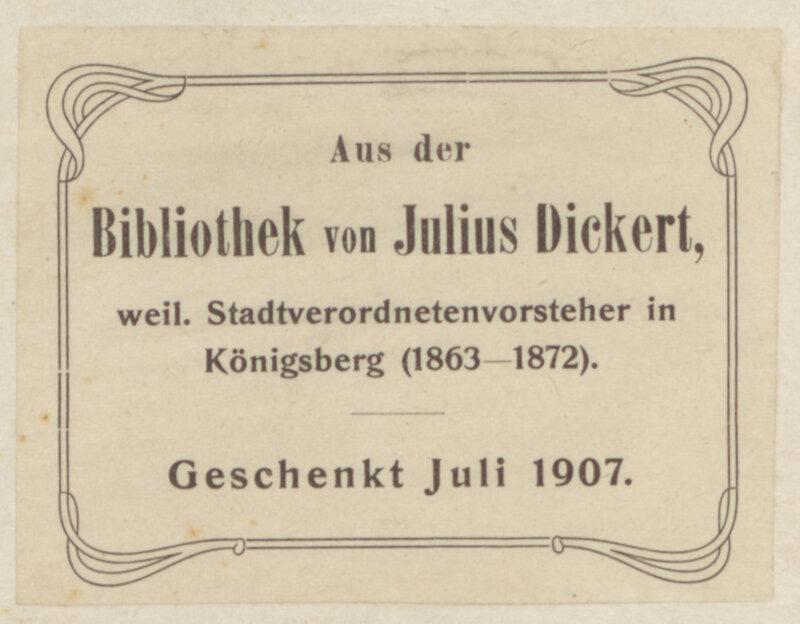 Aus der
Bibliothek von Julius Dickert,
weil. Stadtverordnetenvorsteher in
Königsberg (1863—1872).
Geschenkt Juli 1907.